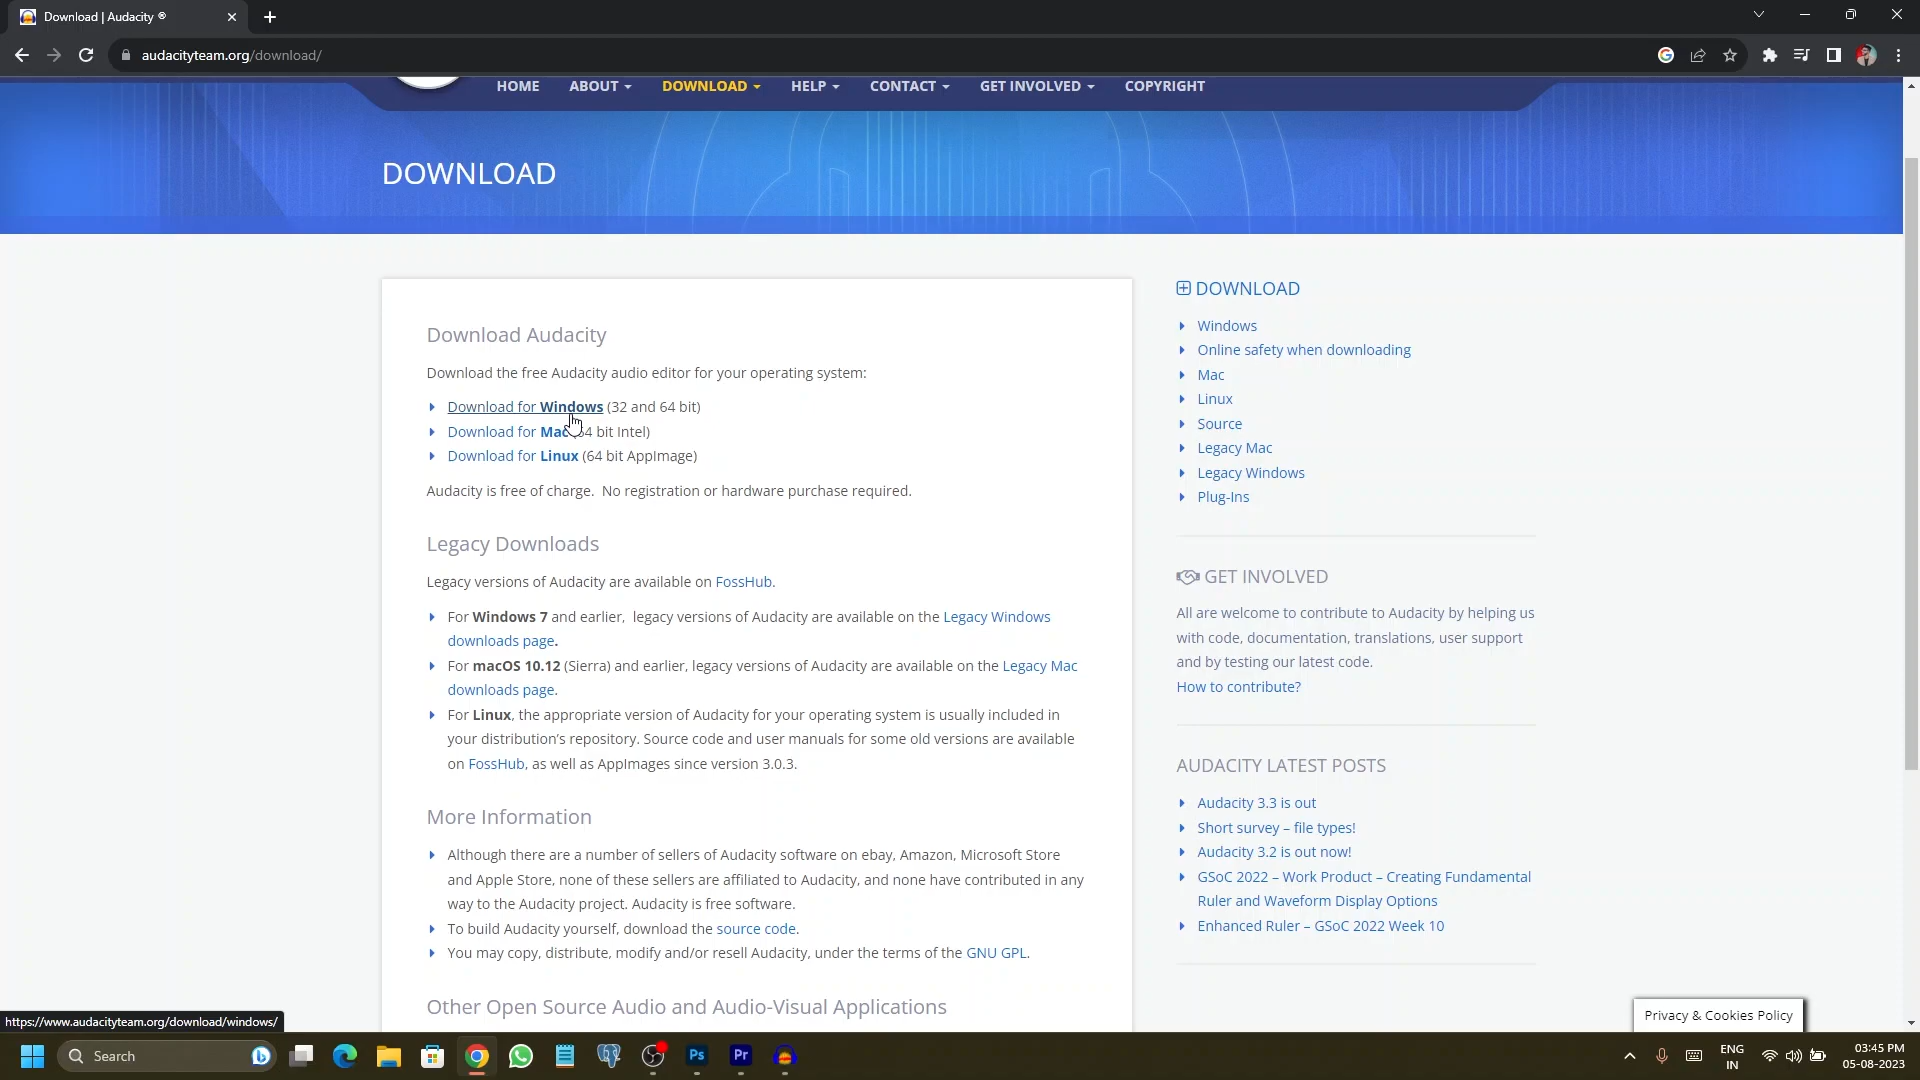 Download | Audacity ®
audacityteam.org/download/
HOME ABOUT DOWNLOAD HELP CONTACT GET INVOLVED COPYRIGHT
DOWNLOAD
Download Audacity
Download the free Audacity audio editor for your operating system:
Download for Windows (32 and 64 bit)
Download for Mac 64 bit Intel)
Download for Linux (64 bit AppImage)
Audacity is free of charge. No registration or hardware purchase required.
Legacy Downloads
Legacy versions of Audacity are available on FossHub.
For Windows 7 and earlier, legacy versions of Audacity are available on the Legacy Windows
downloads page.
For macOS 10.12 (Sierra) and earlier, legacy versions of Audacity are available on the Legacy Mac
downloads page.
For Linux, the appropriate version of Audacity for your operating system is usually included in
your distribution’s repository. Source code and user manuals for some old versions are available
on FossHub, as well as AppImages since version 3.0.3.
More Information
Although there are a number of sellers of Audacity software on ebay, Amazon, Microsoft Store
and Apple Store, none of these sellers are affiliated to Audacity, and none have contributed in any
way to the Audacity project. Audacity is free software.
To build Audacity yourself, download the source code.
You may copy, distribute, modify and/or resell Audacity, under the terms of the GNU GPL.
Other Open Source Audio and Audio-Visual Applications
DOWNLOAD
Windows
Online safety when downloading
Mac
Linux
Source
Legacy Mac
Legacy Windows
Plug-Ins
GET INVOLVED
All are welcome to contribute to Audacity by helping us
with code, documentation, translations, user support
and by testing our latest code.
How to contribute?
AUDACITY LATEST POSTS
Audacity 3.3 is out
Short survey – file types!
Audacity 3.2 is out now!
GSoC 2022 – Work Product – Creating Fundamental
Ruler and Waveform Display Options
Enhanced Ruler – GSoC 2022 Week 10
Privacy & Cookies Policy
https://www.audacityteam.org/download/windows/
Search
Ps
Pr
ENG
IN
03:45 PM
05-08-2023